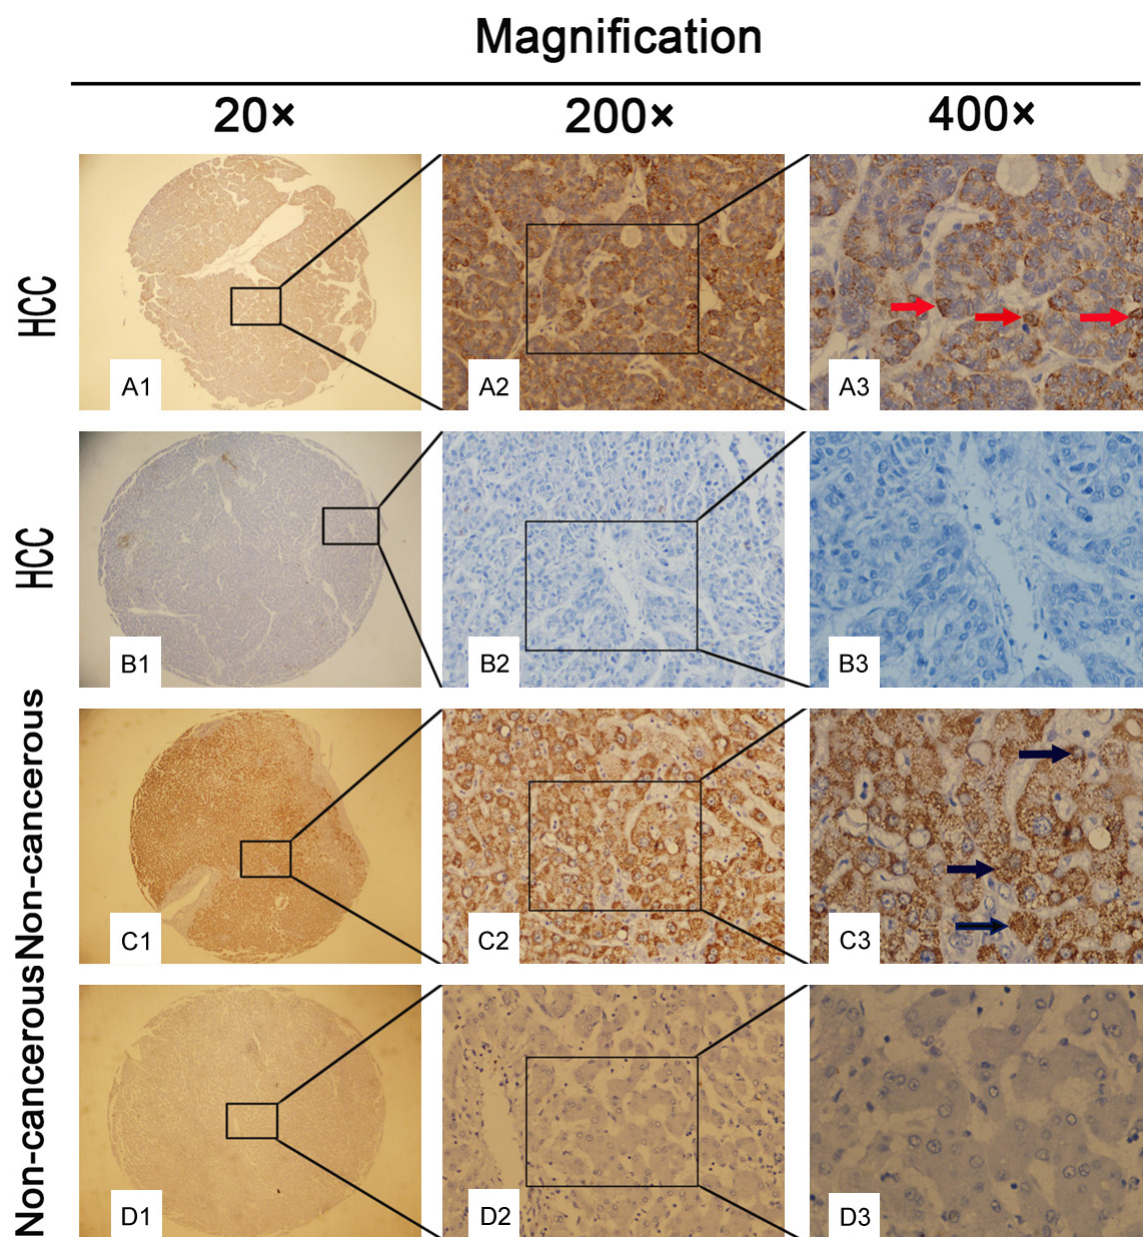 Magnification
20× 200× 400×
HCC
A1 A2 A3
HCC
B1 B2 B3
Non-cancerous
C1 C2 C3
Non-cancerous
D1 D2 D3